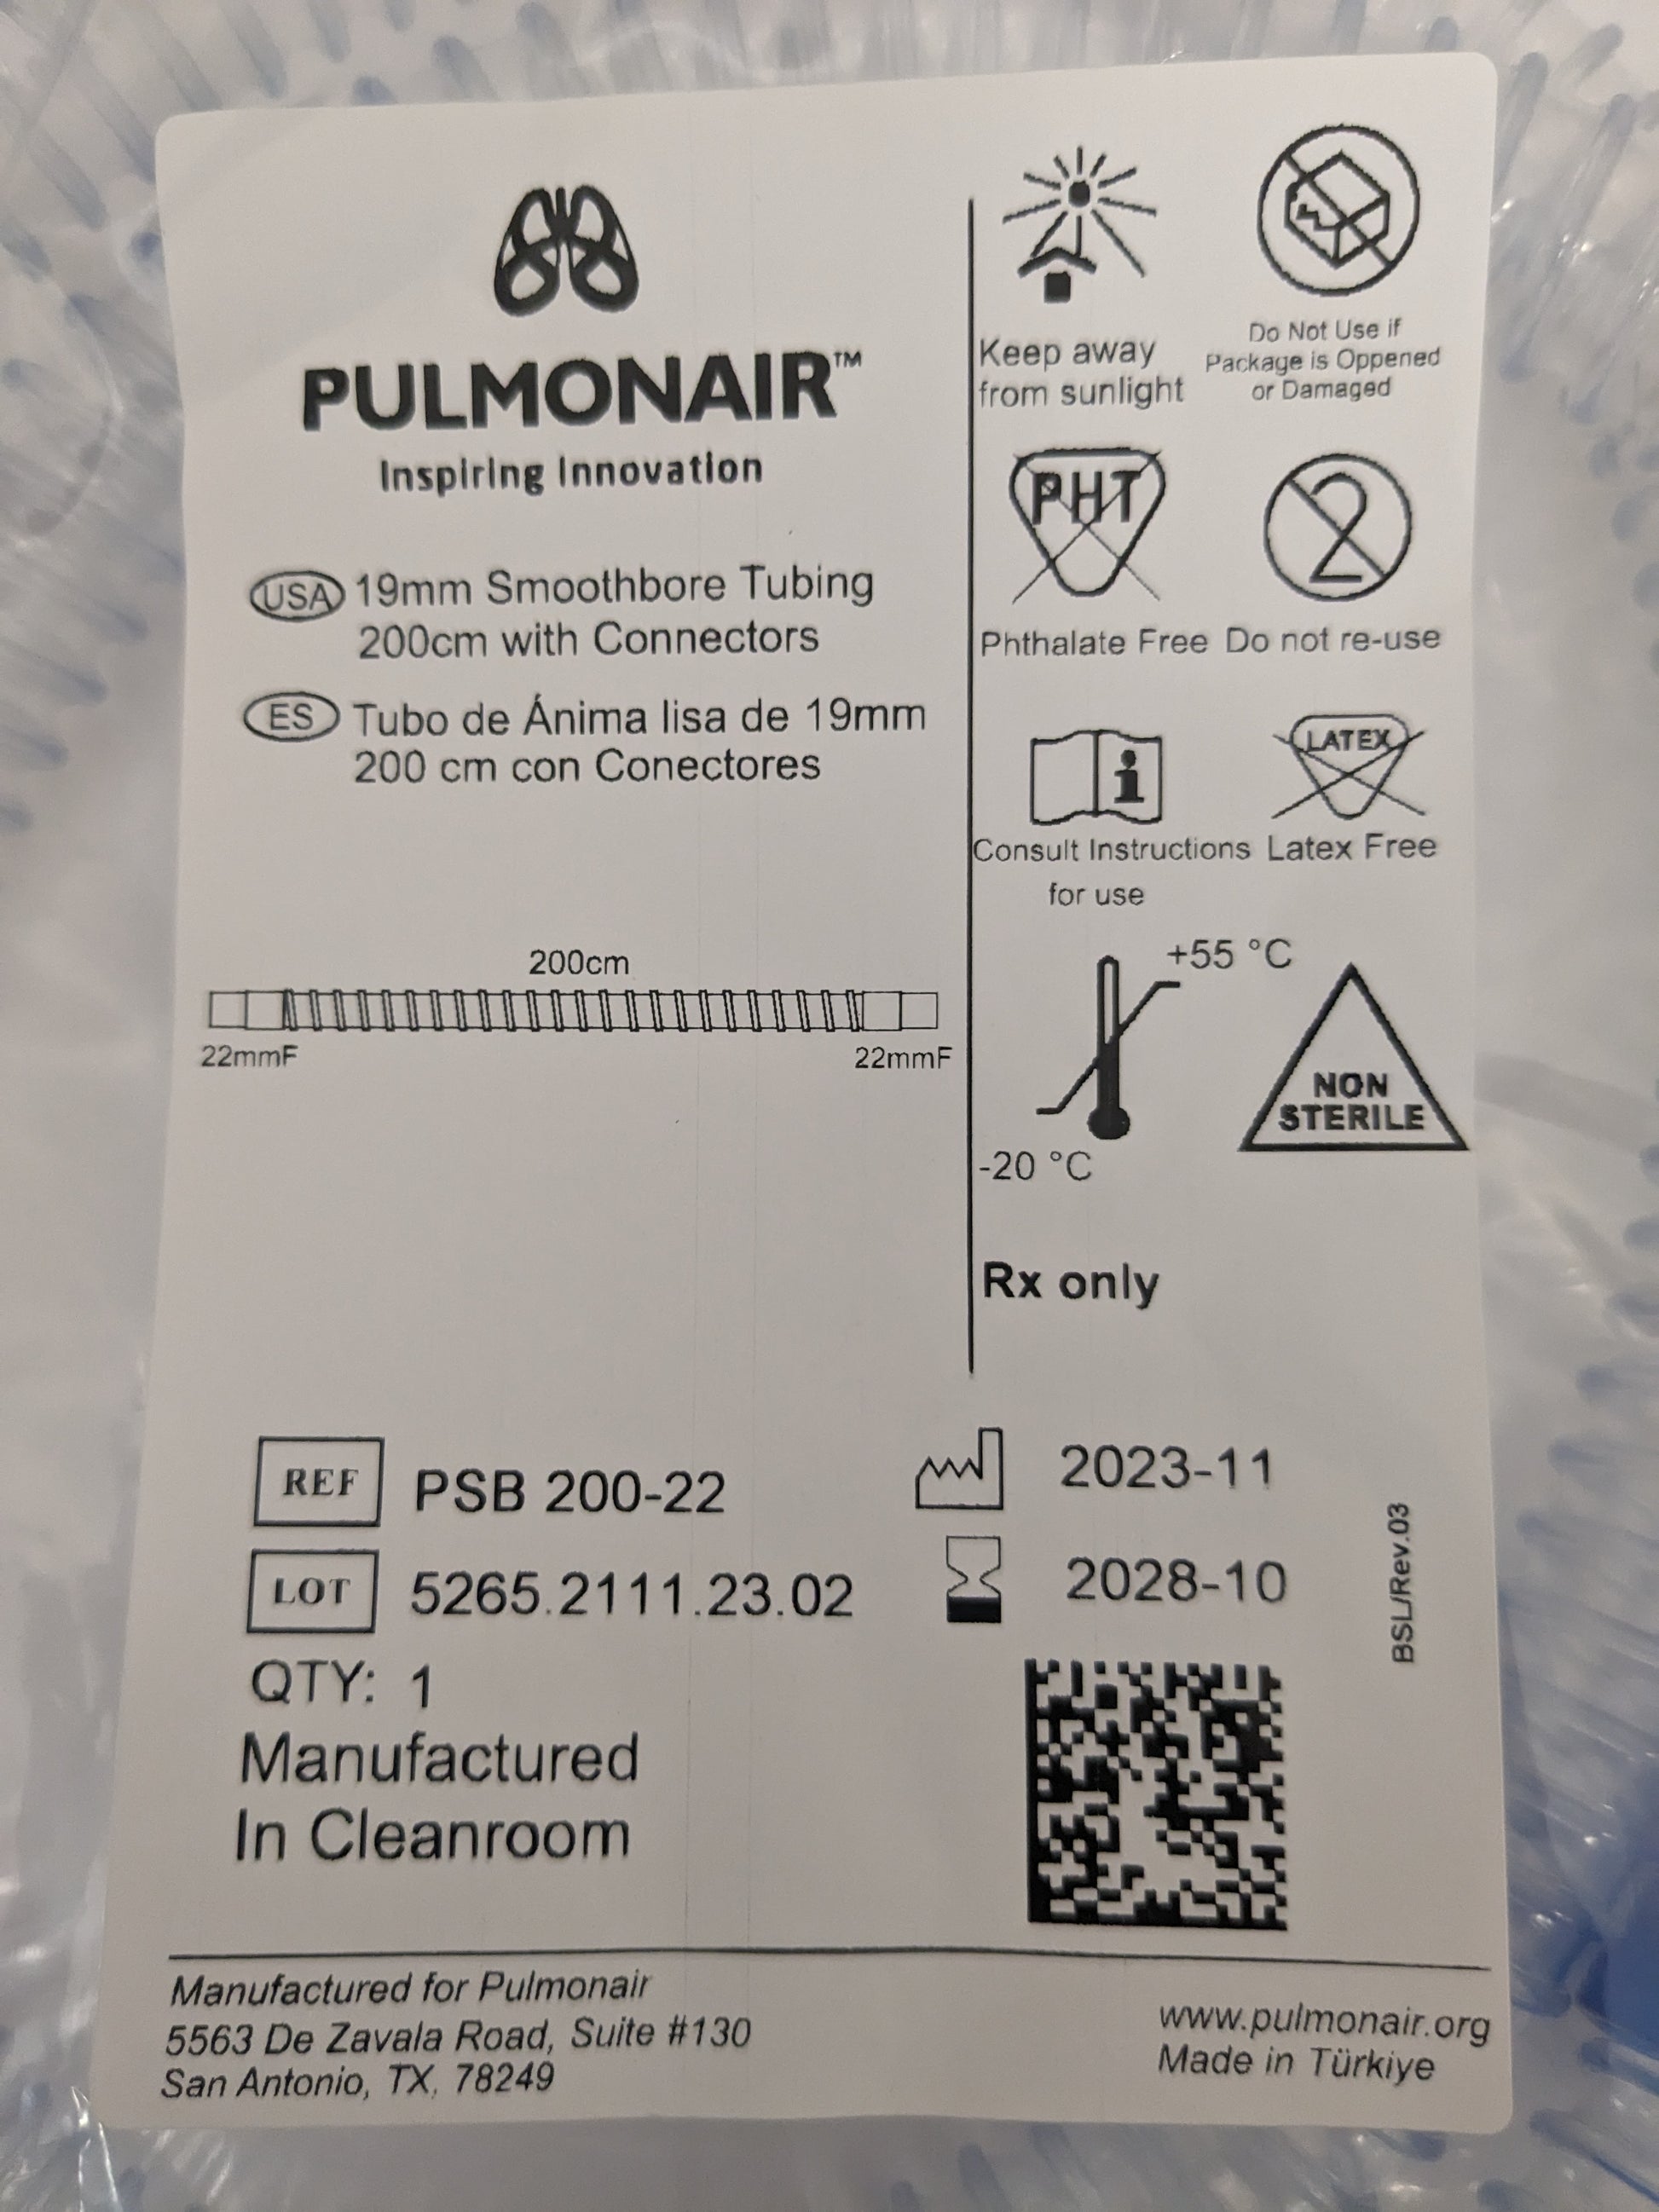 PULMONAIR™
Inspiring Innovation
USA 19mm Smoothbore Tubing
200cm with Connectors
ES Tubo de Ánima lisa de 19mm
200 cm con Conectores
200cm
22mmF 22mmF
Keep away
from sunlight
Do Not Use if
Package is Oppened
or Damaged
PHT
Phthalate Free
2
Do not re-use
i
Consult Instructions
for use
LATEX
Latex Free
+55 °C
-20 °C
NON
STERILE
Rx only
REF PSB 200-22
LOT 5265.2111.23.02
QTY: 1
Manufactured
In Cleanroom
2023-11
2028-10
BSL/Rev.03
Manufactured for Pulmonair
5563 De Zavala Road, Suite #130
San Antonio, TX, 78249
www.pulmonair.org
Made in Türkiye